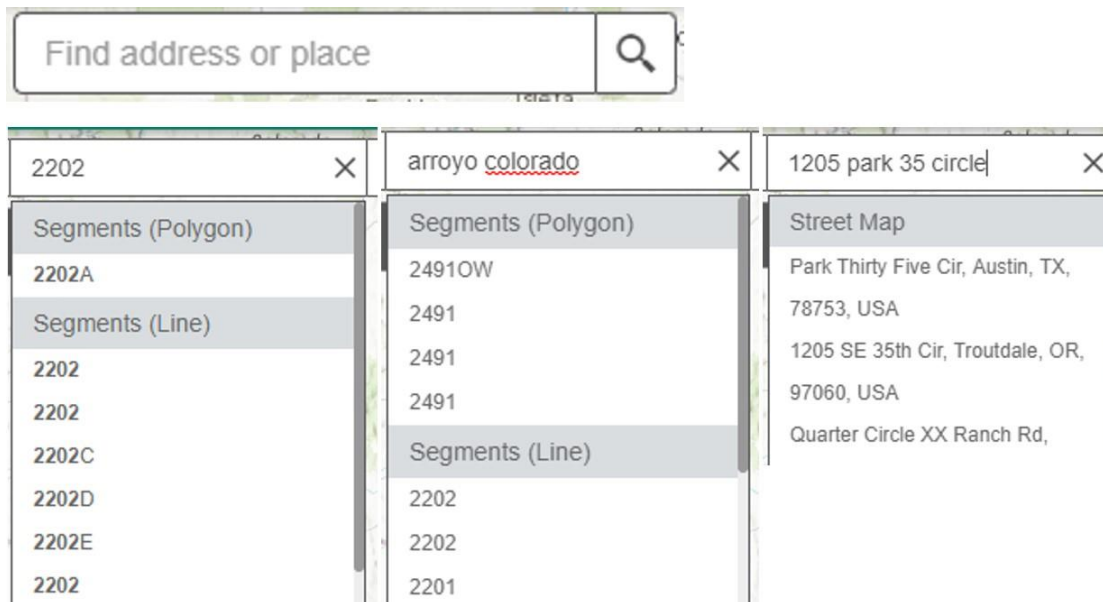 Find address or place
2202
Segments (Polygon)
2202A
Segments (Line)
2202
2202
2202C
2202D
2202E
2202
arroyo colorado
Segments (Polygon)
2491OW
2491
2491
2491
Segments (Line)
2202
2202
2201
1205 park 35 circle
Street Map
Park Thirty Five Cir, Austin, TX,
78753, USA
1205 SE 35th Cir, Troutdale, OR,
97060, USA
Quarter Circle XX Ranch Rd,